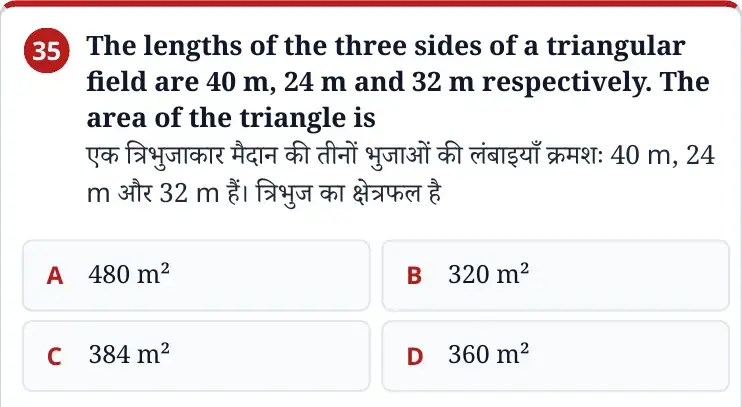 35 The lengths of the three sides of a triangular
field are 40 m, 24 m and 32 m respectively. The
area of the triangle is
एक त्रिभुजाकार मैदान की तीनों भुजाओं की लंबाइयाँ क्रमशः 40 m, 24
m और 32 m हैं। त्रिभुज का क्षेत्रफल है
A 480 m²
B 320 m²
C 384 m²
D 360 m²